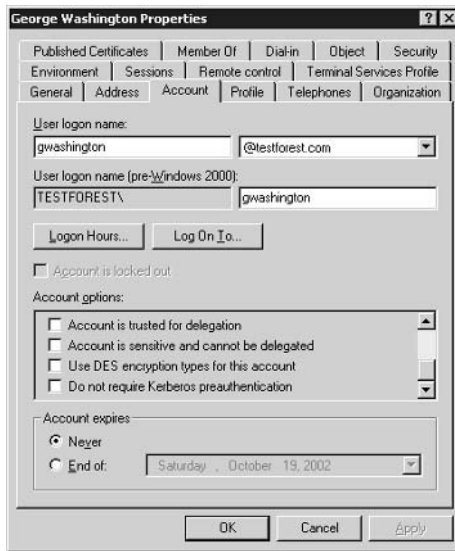 George Washington Properties
Published Certificates Member Of Dial-in Object Security
Environment Sessions Remote control Terminal Services Profile
General Address Account Profile Telephones Organization
User logon name:
gwashington @testforest.com
User logon name (pre-Windows 2000):
TESTFOREST\ gwashington
Logon Hours... Log On To...
Account is locked out
Account options:
Account is trusted for delegation
Account is sensitive and cannot be delegated
Use DES encryption types for this account
Do not require Kerberos preauthentication
Account expires
Never
End of: Saturday , October 19, 2002
OK Cancel Apply